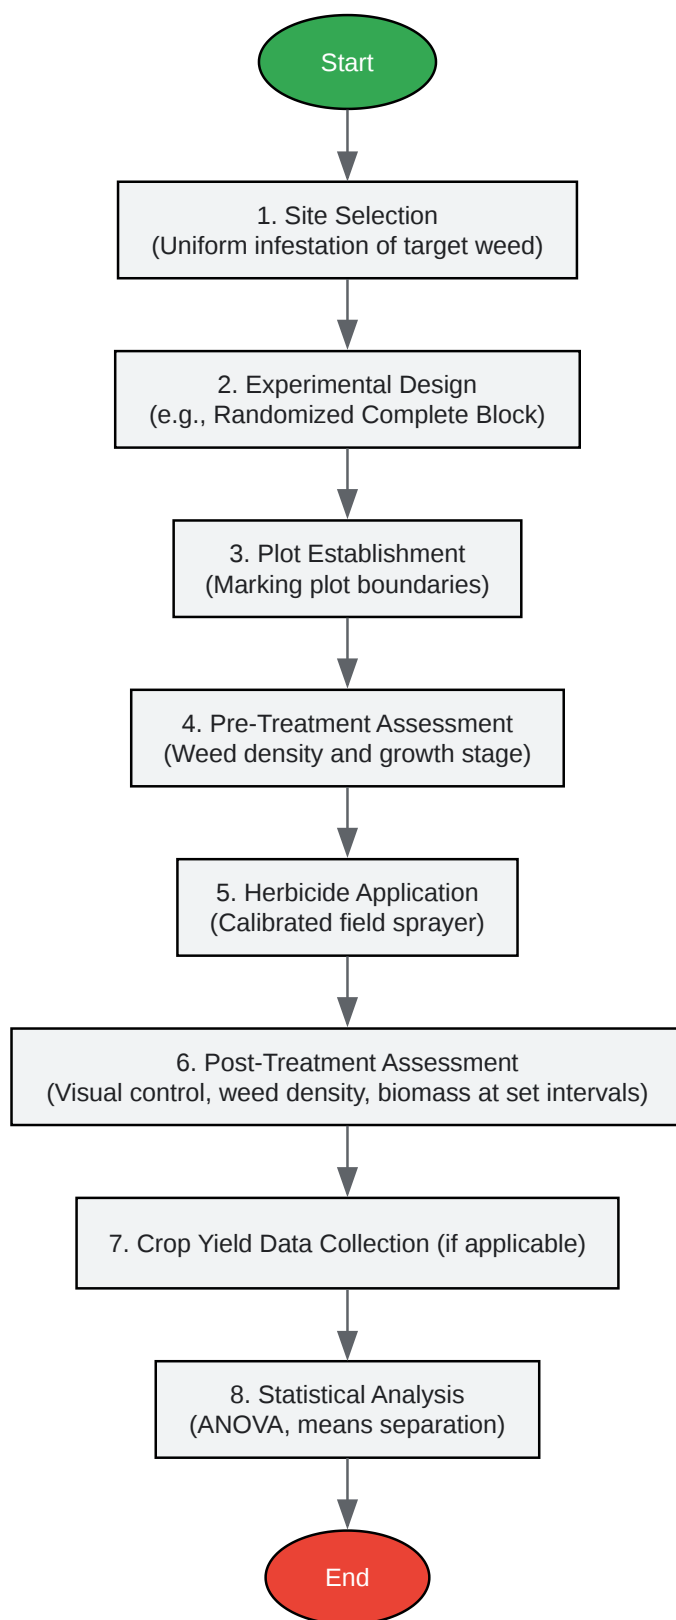 Start
1. Site Selection
(Uniform infestation of target weed)
2. Experimental Design
(e.g., Randomized Complete Block)
3. Plot Establishment
(Marking plot boundaries)
4. Pre-Treatment Assessment
(Weed density and growth stage)
5. Herbicide Application
(Calibrated field sprayer)
6. Post-Treatment Assessment
(Visual control, weed density, biomass at set intervals)
7. Crop Yield Data Collection (if applicable)
8. Statistical Analysis
(ANOVA, means separation)
End